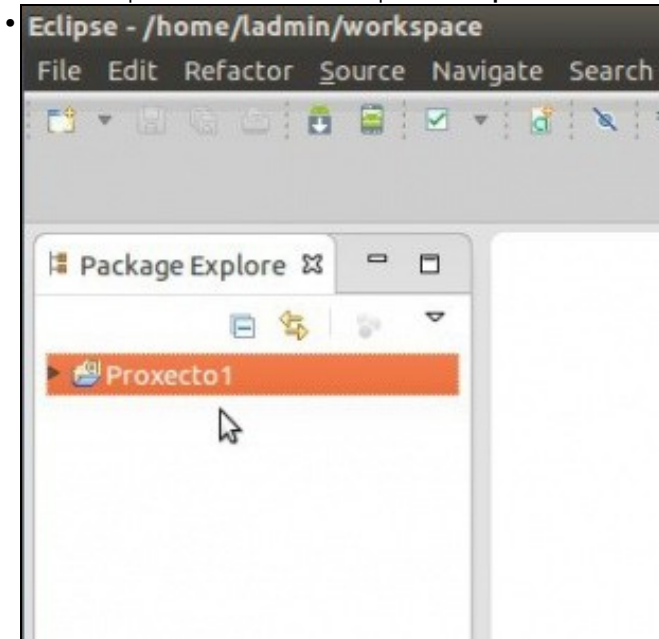 Eclipse - /home/ladmin/workspace
File Edit Refactor Source Navigate Search
Package Explore
Proxecto1